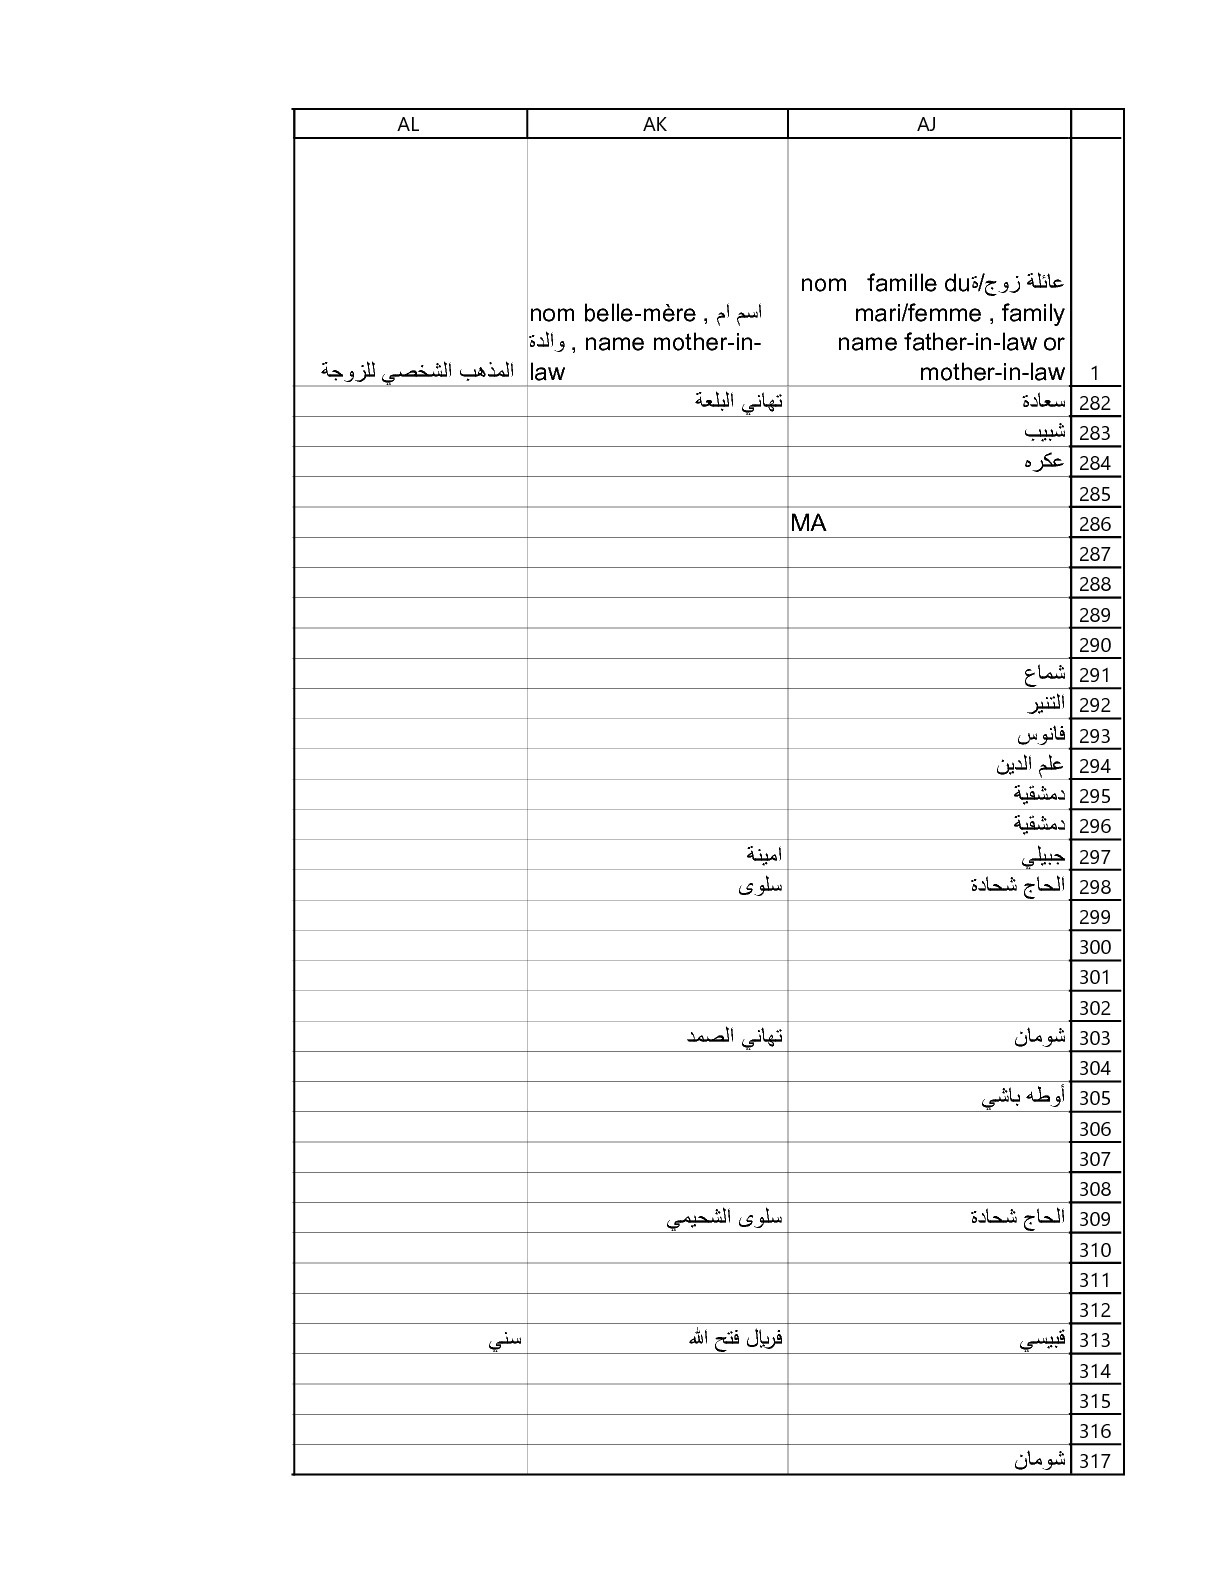 AL AK AJ
عائلة زوج/ةnom famille du
mari/femme , family
name father-in-law or
mother-in-law
nom belle-mère , اسم ام
والدة , name mother-in-
law
المذهب الشخصي للزوجة
1
282 سعادة تهاني البلعة
283 شبيب
284 عكره
285
286 MA
287
288
289
290
291 شماع
292 التنير
293 فانوس
294 علم الدين
295 دمشقية
296 دمشقية
297 جبيلي امينة
298 الحاج شحادة سلوى
299
300
301
302
303 شومان تهاني الصمد
304
305 أوطه باشي
306
307
308
309 الحاج شحادة سلوى الشحيمي
310
311
312
313 قبيسي فريال فتح الله سني
314
315
316
317 شومان